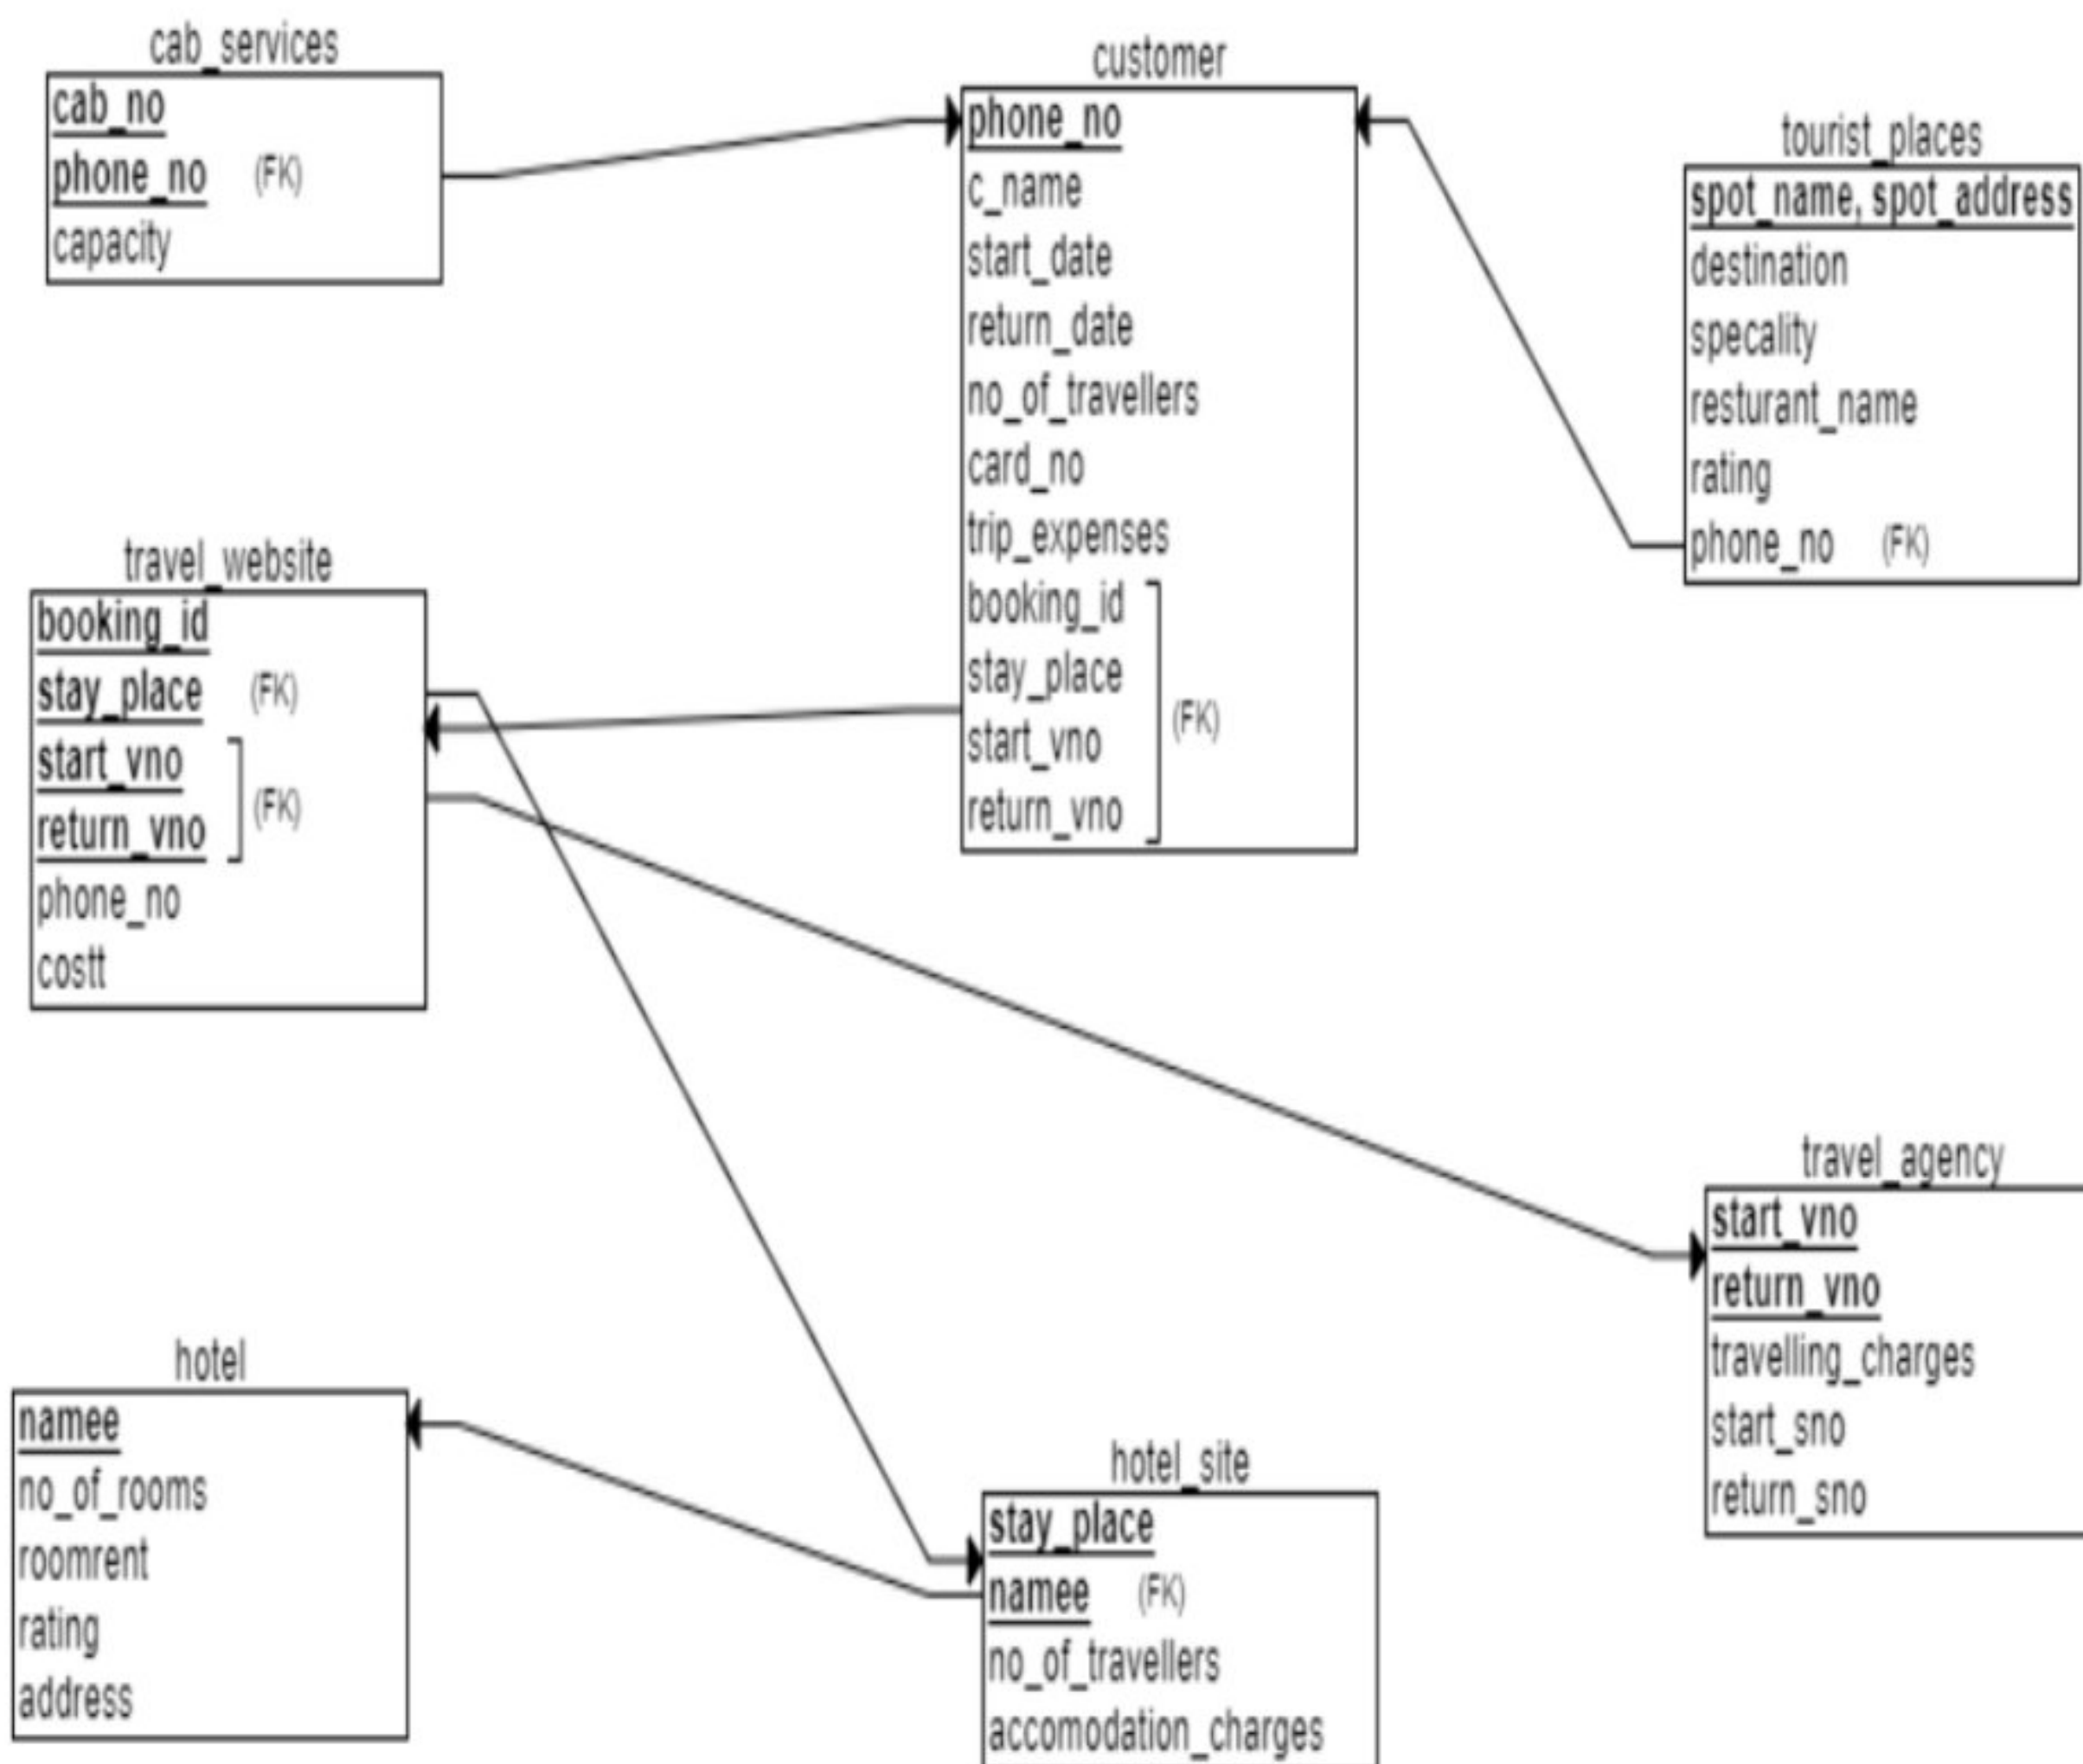 cab_services
cab_no
phone_no (FK)
capacity
customer
phone_no
c_name
start_date
return_date
no_of_travellers
card_no
trip_expenses
booking_id
stay_place
start_vno
return_vno
(FK)
tourist_places
spot_name, spot_address
destination
specality
resturant_name
rating
phone_no (FK)
travel_website
booking_id
stay_place (FK)
start_vno
return_vno
(FK)
phone_no
costt
travel_agency
start_vno
return_vno
travelling_charges
start_sno
return_sno
hotel
namee
no_of_rooms
roomrent
rating
address
hotel_site
stay_place
namee (FK)
no_of_travellers
accomodation_charges